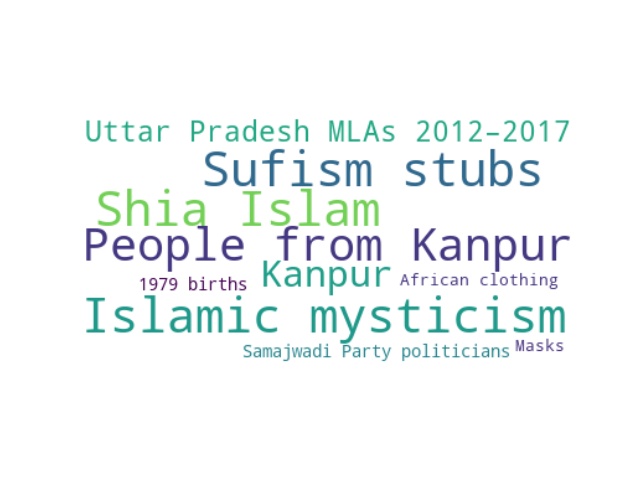 Uttar Pradesh MLAs 2012–2017
Sufism stubs
Shia Islam
People from Kanpur
Kanpur
African clothing
1979 births
Islamic mysticism
Samajwadi Party politicians
Masks